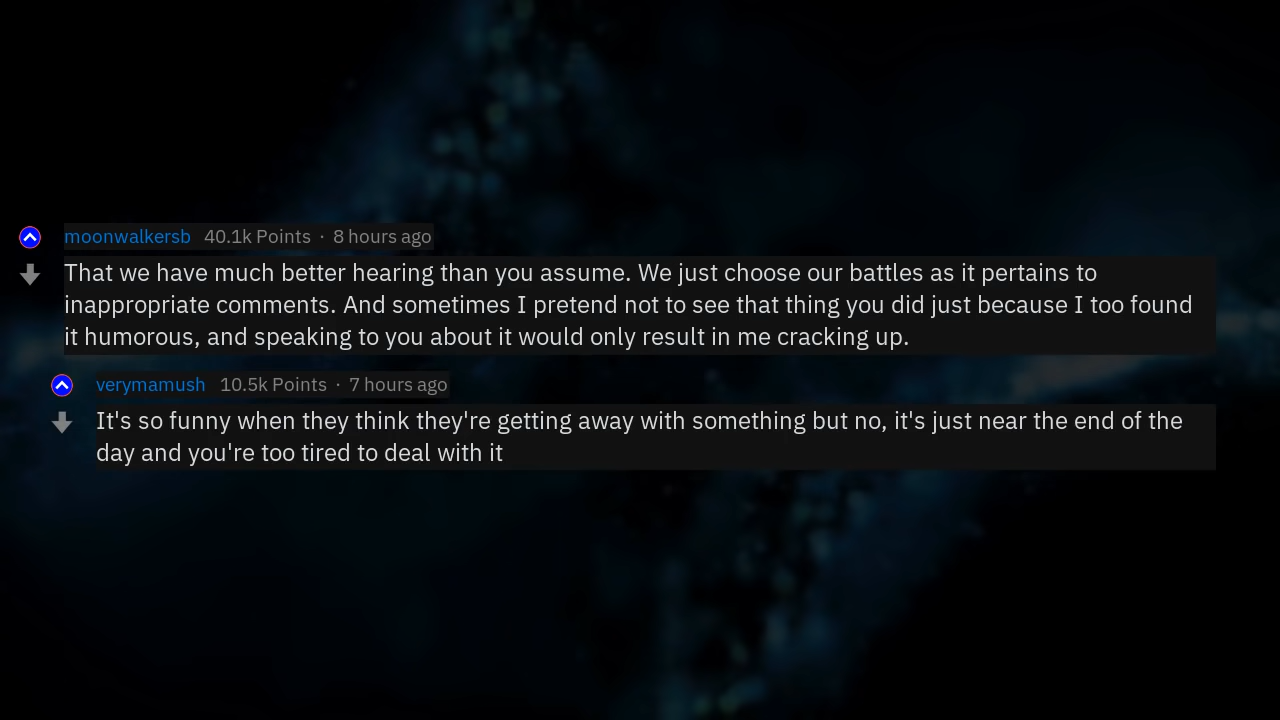 moonwalkersb 40.1k Points · 8 hours ago
That we have much better hearing than you assume. We just choose our battles as it pertains to
inappropriate comments. And sometimes I pretend not to see that thing you did just because I too found
it humorous, and speaking to you about it would only result in me cracking up.
verymamush 10.5k Points · 7 hours ago
It's so funny when they think they're getting away with something but no, it's just near the end of the
day and you're too tired to deal with it